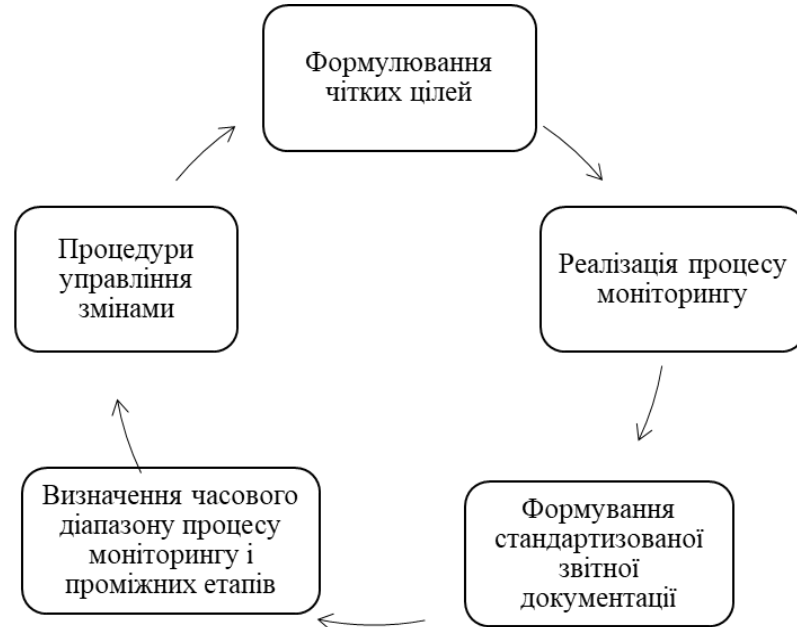 Формулювання
чітких цілей
Реалізація процесу
моніторингу
Формування
стандартизованої
звітної
документації
Визначення часового
діапазону процесу
моніторингу і
проміжних етапів
Процедури
управління
змінами